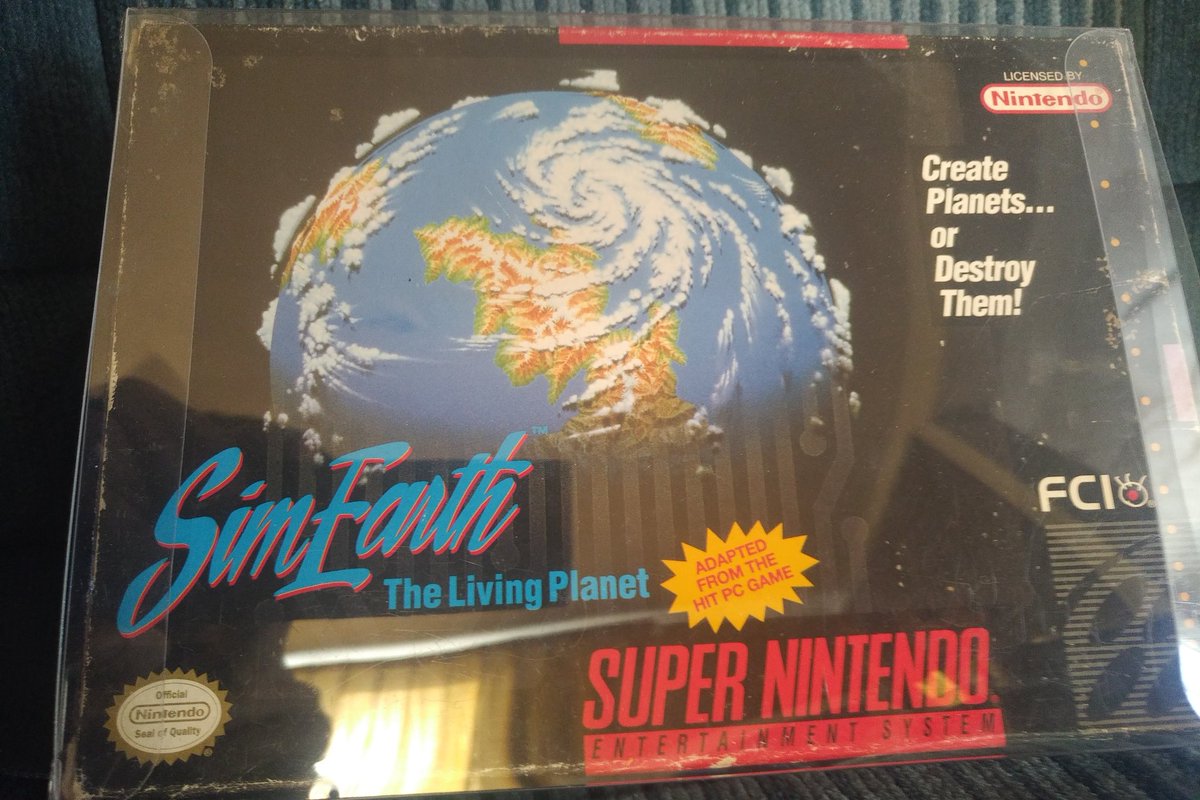 LICENSED BY
Nintendo
Create
Planets...
or
Destroy
Them!
FCI
SimEarth™
The Living Planet
ADAPTED
FROM THE
HIT PC GAME
SUPER NINTENDO®
ENTERTAINMENT SYSTEM
Official
Nintendo
Seal of Quality
®